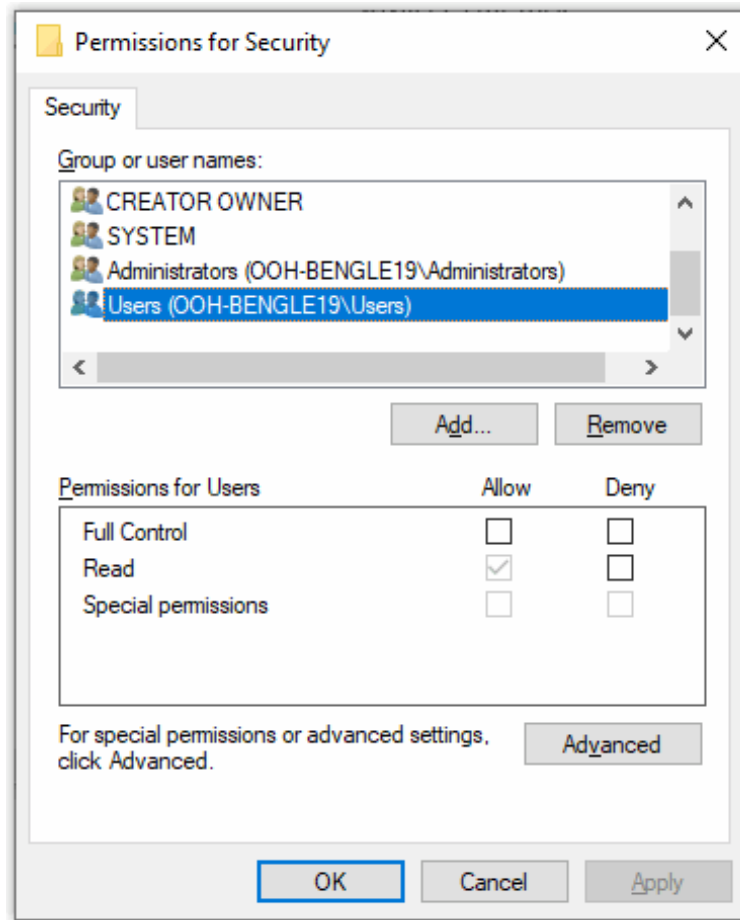 Permissions for Security
Security
Group or user names:
CREATOR OWNER
SYSTEM
Administrators (OOH-BENGLE19\Administrators)
Users (OOH-BENGLE19\Users)
Add...
Remove
Permissions for Users
Allow
Deny
Full Control
Read
Special permissions
For special permissions or advanced settings,
click Advanced.
Advanced
OK
Cancel
Apply